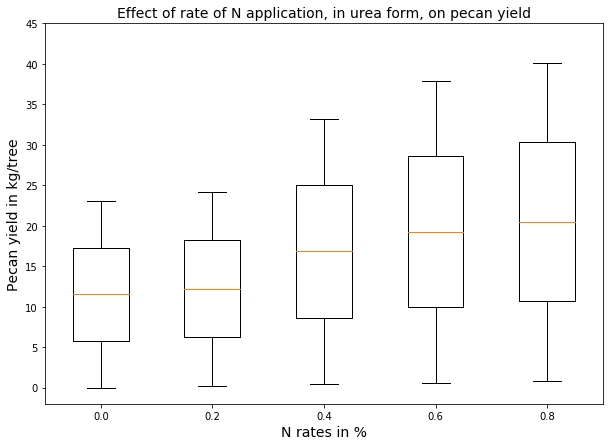 Effect of rate of N application, in urea form, on pecan yield
45
40
35
30
25
20
15
10
5
0
Pecan yield in kg/tree
0.0 0.2 0.4 0.6 0.8
N rates in %